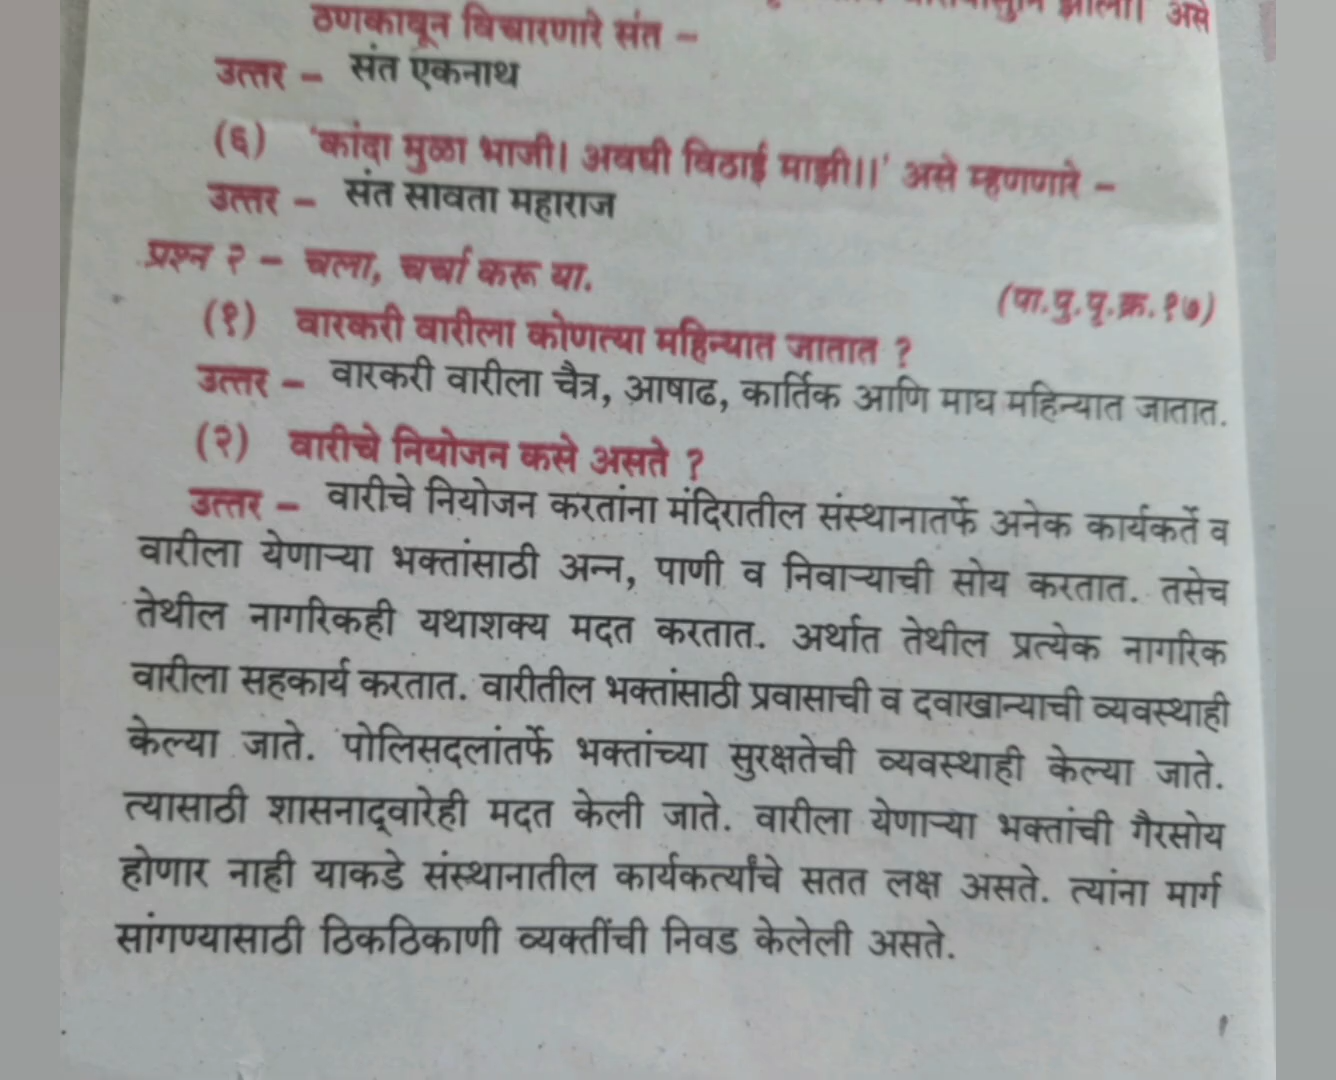 झाला। असे
ठणकावून विचारणारे संत –
उत्तर – संत एकनाथ
(६) 'कांदा मुळा भाजी। अवघी विठाई माझी।।' असे म्हणणारे –
उत्तर – संत सावता महाराज
प्रश्न २ – चला, चर्चा करू या.
(पा.पु.पृ.क्र.१७)
(१) वारकरी वारीला कोणत्या महिन्यात जातात ?
उत्तर – वारकरी वारीला चैत्र, आषाढ, कार्तिक आणि माघ महिन्यात जातात.
(२) वारीचे नियोजन कसे असते ?
उत्तर – वारीचे नियोजन करतांना मंदिरातील संस्थानातर्फे अनेक कार्यकर्ते व
वारीला येणाऱ्या भक्तांसाठी अन्न, पाणी व निवाऱ्याची सोय करतात. तसेच
तेथील नागरिकही यथाशक्य मदत करतात. अर्थात तेथील प्रत्येक नागरिक
वारीला सहकार्य करतात. वारीतील भक्तांसाठी प्रवासाची व दवाखान्याची व्यवस्थाही
केल्या जाते. पोलिसदलांतर्फे भक्तांच्या सुरक्षतेची व्यवस्थाही केल्या जाते.
त्यासाठी शासनाद्‌वारेही मदत केली जाते. वारीला येणाऱ्या भक्तांची गैरसोय
होणार नाही याकडे संस्थानातील कार्यकर्त्यांचे सतत लक्ष असते. त्यांना मार्ग
सांगण्यासाठी ठिकठिकाणी व्यक्तींची निवड केलेली असते.